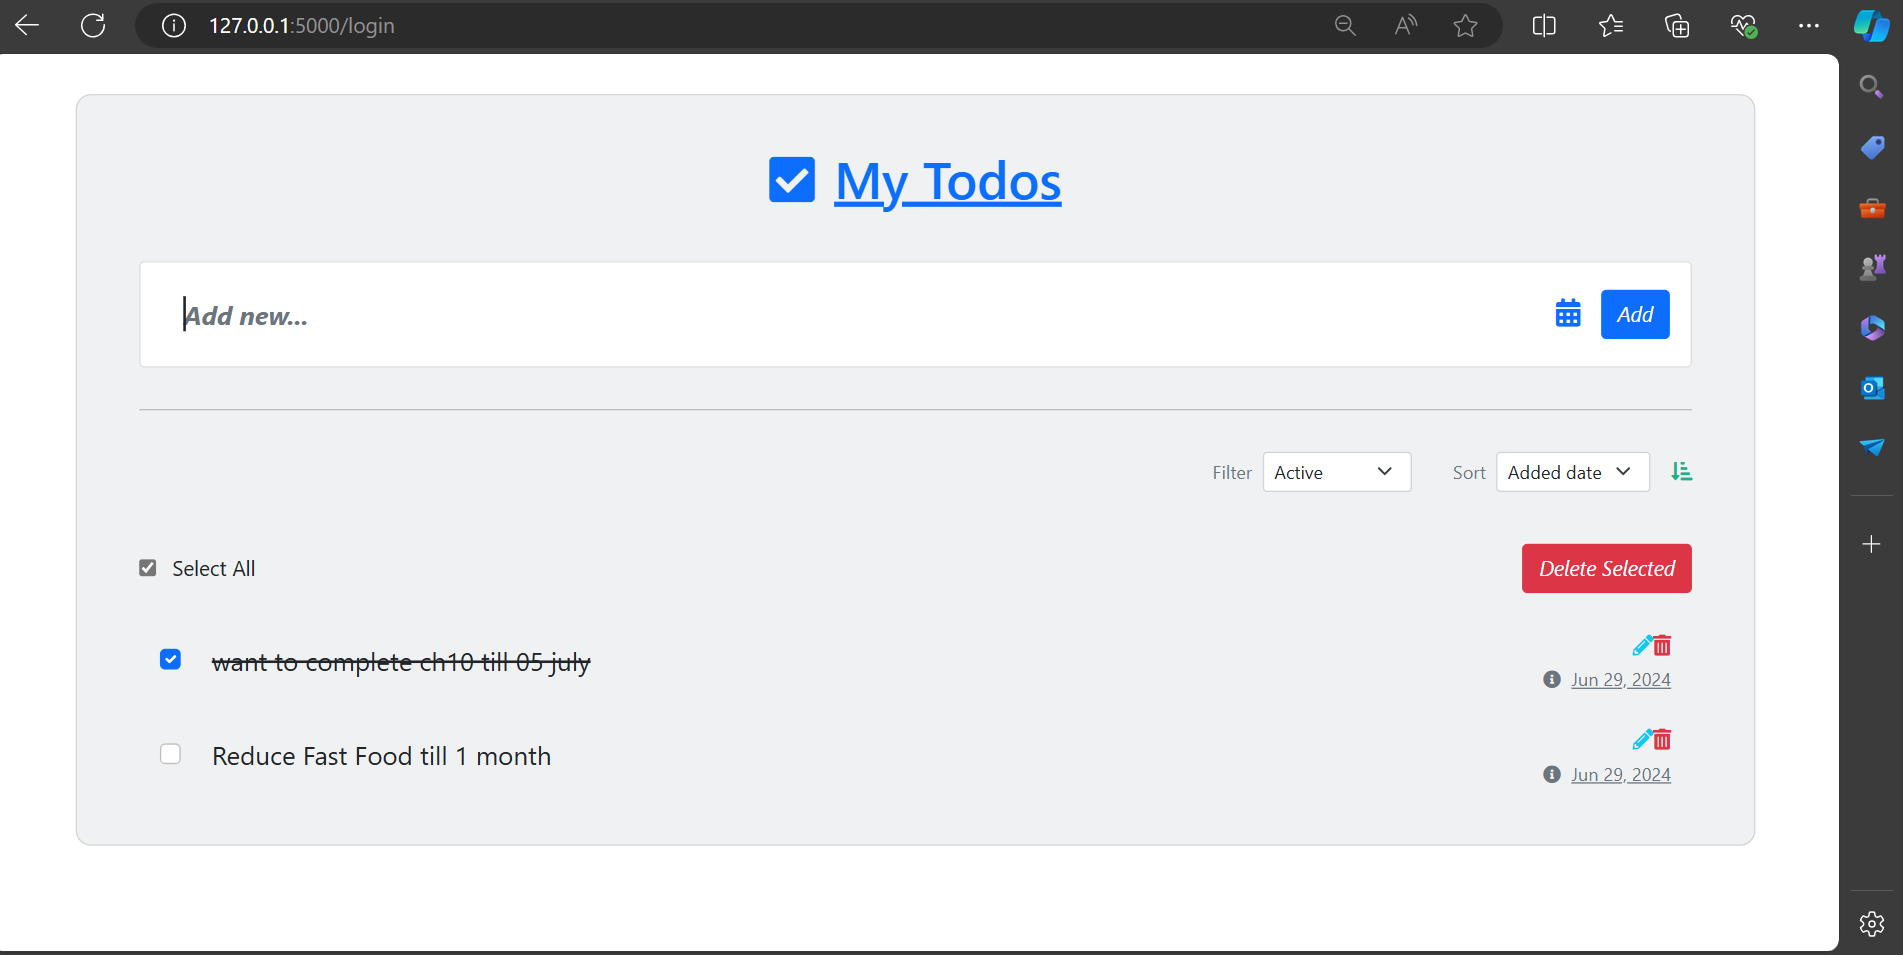 127.0.0.1:5000/login
My Todos
Add new...
Add
Filter Active Sort Added date
Select All Delete Selected
want to complete ch10 till 05 july
Jun 29, 2024
Reduce Fast Food till 1 month
Jun 29, 2024